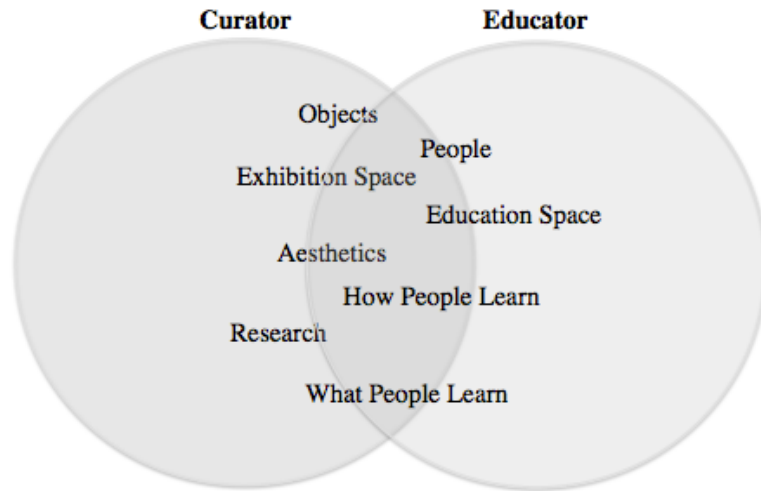 Curator
Educator
Objects
People
Exhibition Space
Education Space
Aesthetics
How People Learn
Research
What People Learn